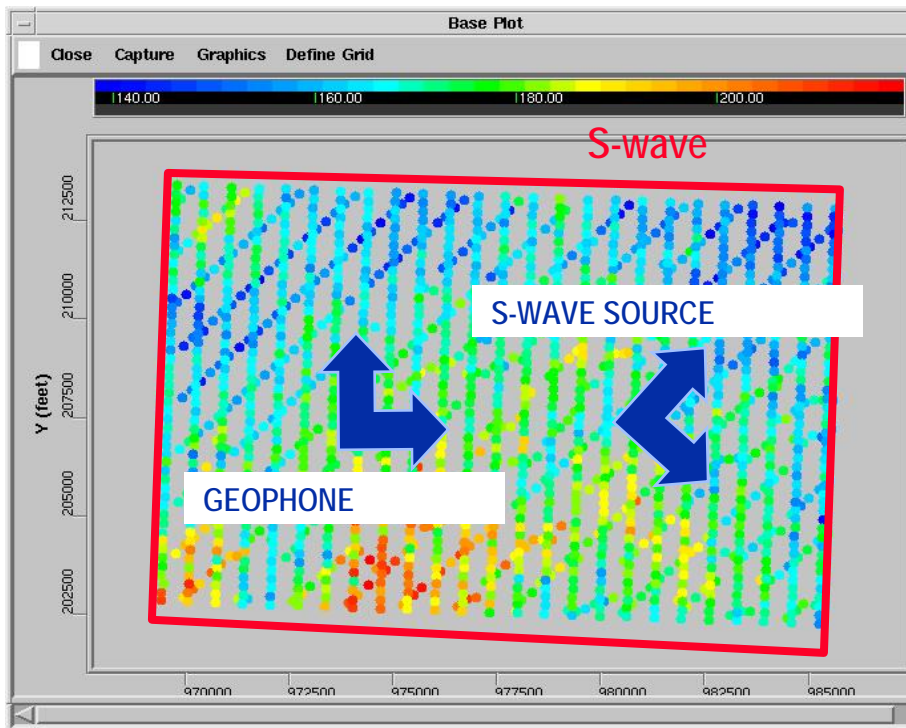 Base Plot
Close Capture Graphics Define Grid
140.00 160.00 180.00 200.00
S-wave
212500
210000
S-WAVE SOURCE
207500
Y (feet)
GEOPHONE
205000
202500
970000 972500 975000 977500 980000 982500 985000